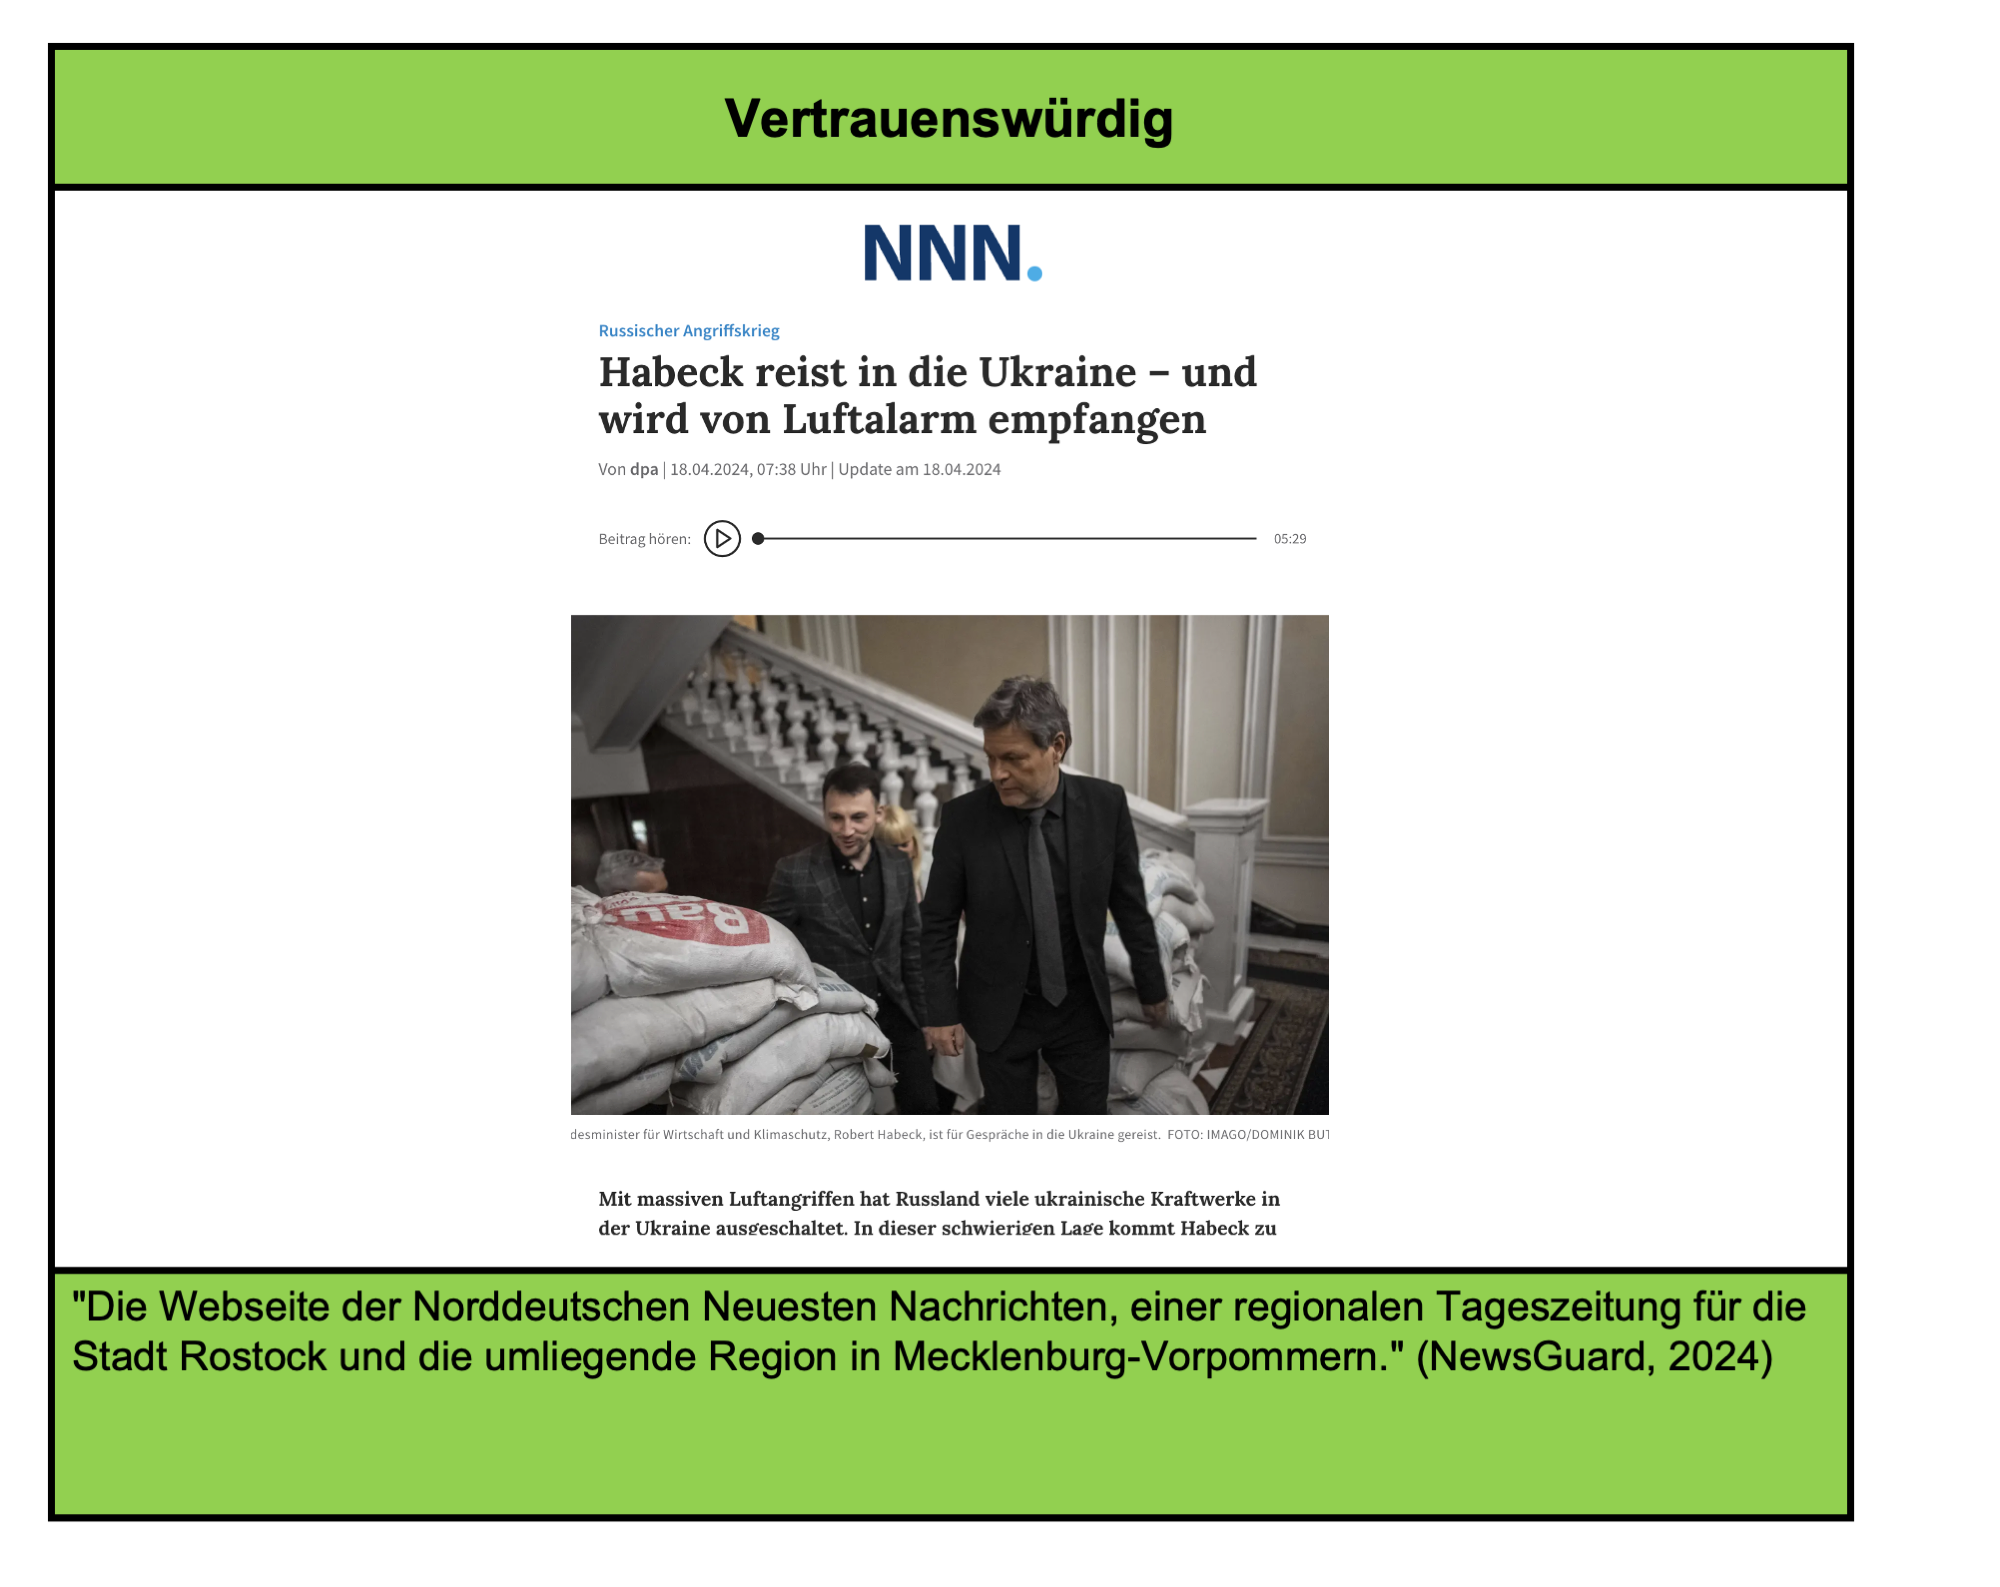 Vertrauenswürdig
NNN.
Russischer Angriffskrieg
Habeck reist in die Ukraine – und
wird von Luftalarm empfangen
Von dpa | 18.04.2024, 07:38 Uhr | Update am 18.04.2024
Beitrag hören: 05:29
Bau
desminister für Wirtschaft und Klimaschutz, Robert Habeck, ist für Gespräche in die Ukraine gereist. FOTO: IMAGO/DOMINIK BUT
Mit massiven Luftangriffen hat Russland viele ukrainische Kraftwerke in
der Ukraine ausgeschaltet. In dieser schwierigen Lage kommt Habeck zu
"Die Webseite der Norddeutschen Neuesten Nachrichten, einer regionalen Tageszeitung für die
Stadt Rostock und die umliegende Region in Mecklenburg-Vorpommern." (NewsGuard, 2024)